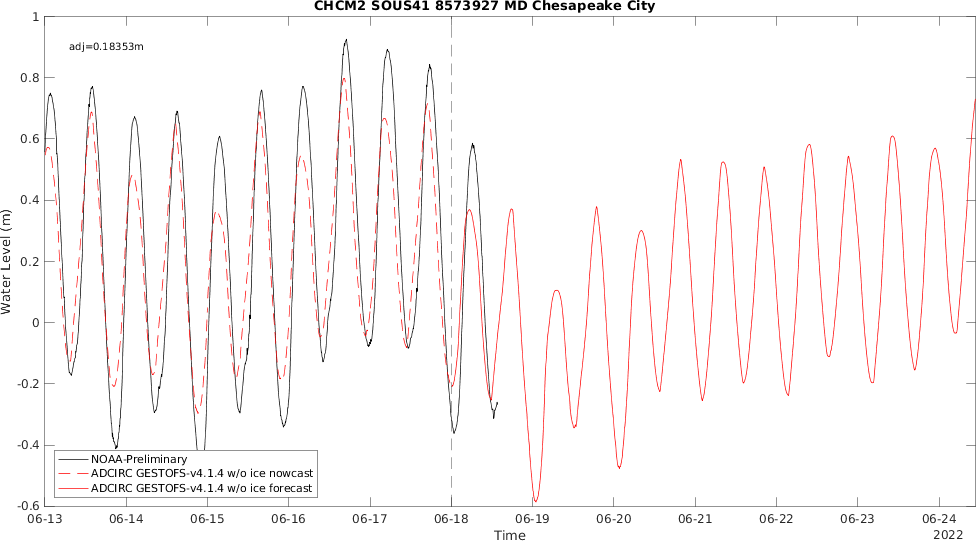 CHCM2 SOUS41 8573927 MD Chesapeake City
adj=0.18353m
1
0.8
0.6
0.4
0.2
0
-0.2
-0.4
-0.6
Water Level (m)
NOAA-Preliminary
ADCIRC GESTOFS-v4.1.4 w/o ice nowcast
ADCIRC GESTOFS-v4.1.4 w/o ice forecast
06-13 06-14 06-15 06-16 06-17 06-18 06-19 06-20 06-21 06-22 06-23 06-24
Time
2022